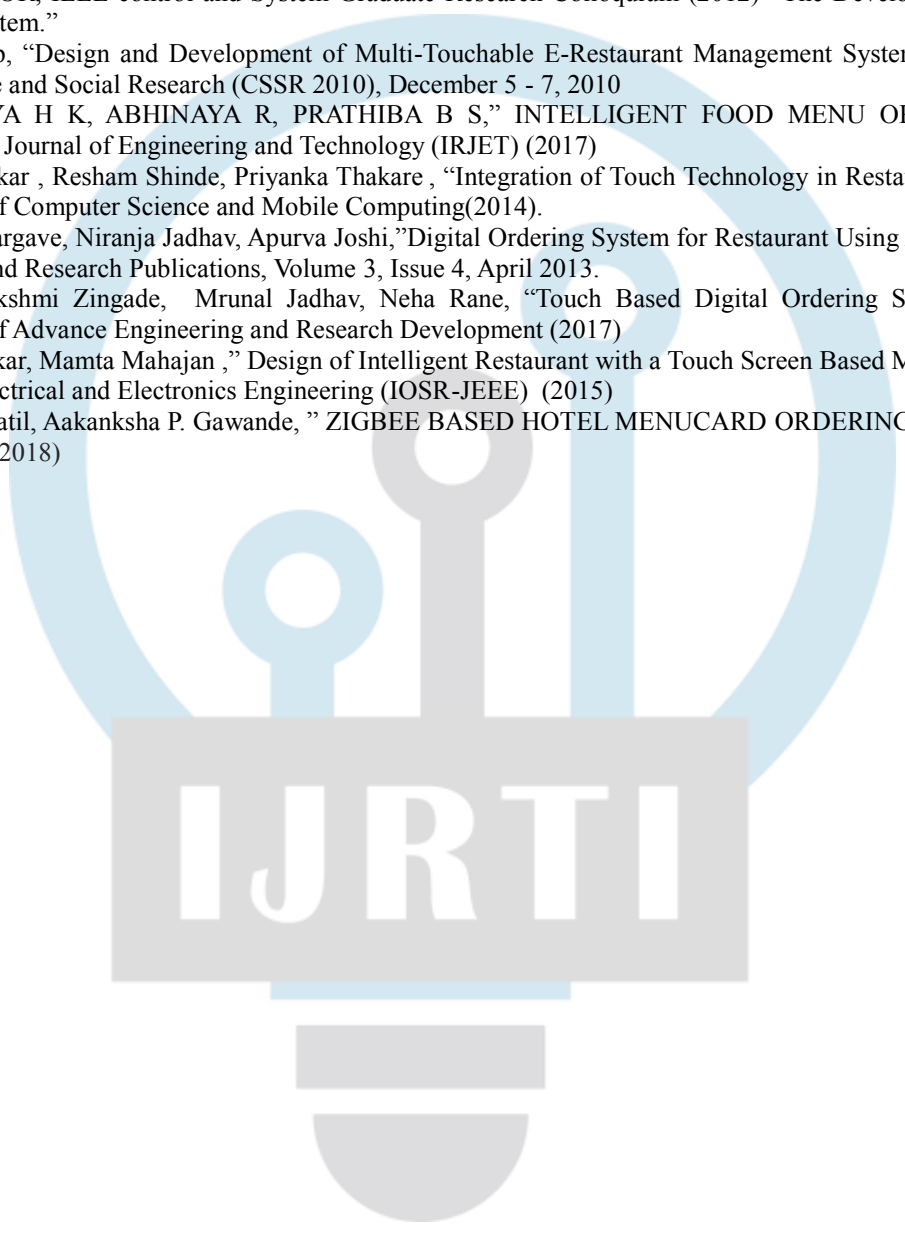 IEEE control and System Graduate Research Colloquium (2012) "The Develo
tem."
"Design and Development of Multi-Touchable E-Restaurant Management System
e and Social Research (CSSR 2010), December 5 - 7, 2010
YA H K, ABHINAYA R, PRATHIBA B S," INTELLIGENT FOOD MENU
Journal of Engineering and Technology (IRJET) (2017)
kar , Resham Shinde, Priyanka Thakare , "Integration of Touch Technology in Resta
of Computer Science and Mobile Computing(2014).
argave, Niranja Jadhav, Apurva Joshi,"Digital Ordering System for Restaurant Using
nd Research Publications, Volume 3, Issue 4, April 2013.
kshmi Zingade, Mrunal Jadhav, Neha Rane, "Touch Based Digital Ordering S
of Advance Engineering and Research Development (2017)
kar, Mamta Mahajan ," Design of Intelligent Restaurant with a Touch Screen Based M
ectrical and Electronics Engineering (IOSR-JEEE) (2015)
atil, Aakanksha P. Gawande, " ZIGBEE BASED HOTEL MENUCARD ORDERING
2018)
IJRTI